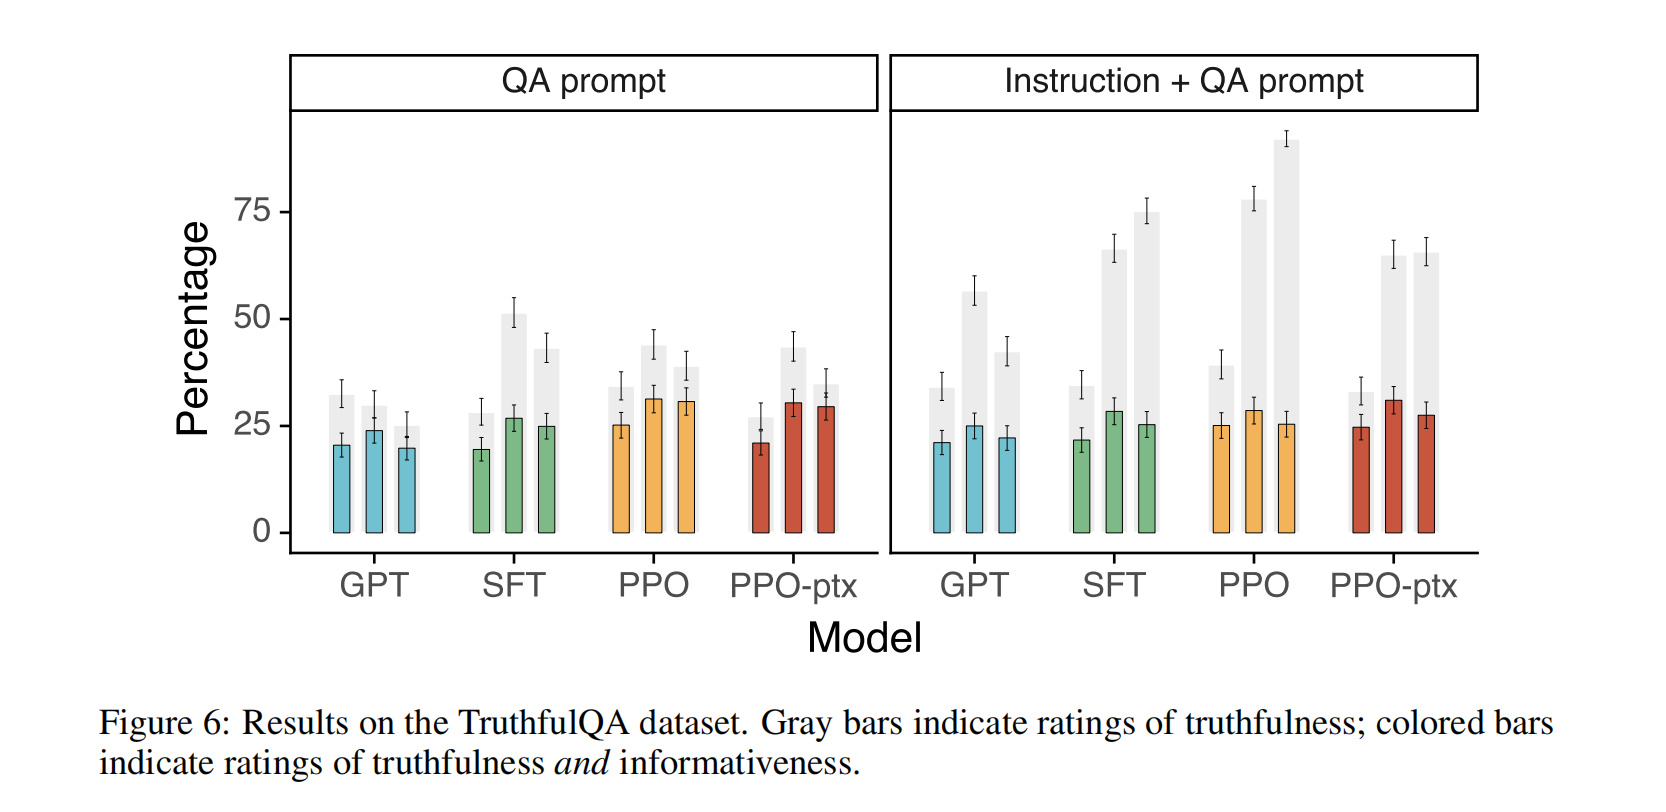 QA prompt
Instruction + QA prompt
Percentage
75
50
25
0
GPT SFT PPO PPO-ptx
GPT SFT PPO PPO-ptx
Model
Figure 6: Results on the TruthfulQA dataset. Gray bars indicate ratings of truthfulness; colored bars
indicate ratings of truthfulness and informativeness.